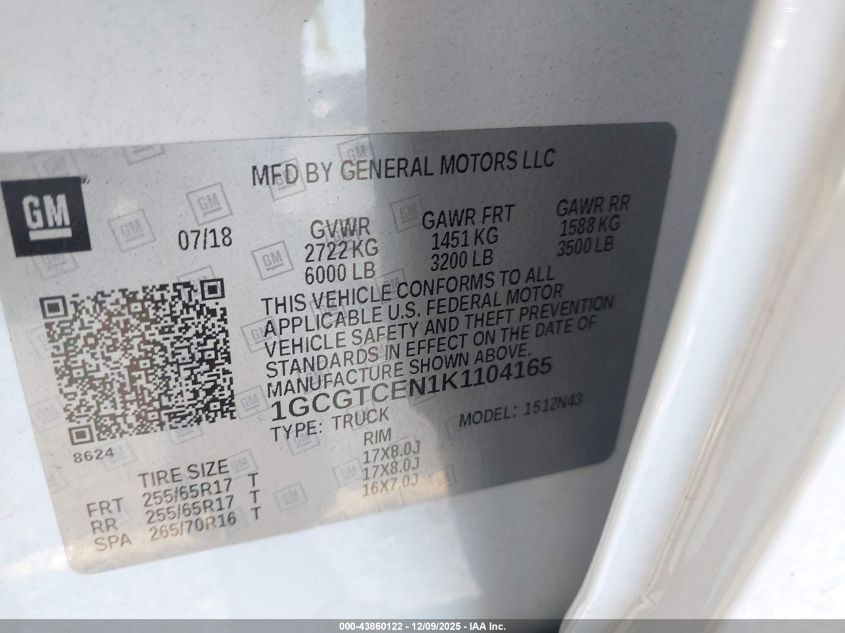 MFD BY GENERAL MOTORS LLC
GM
07/18 GVWR GAWR FRT GAWR RR
2722 KG 1451 KG 1588 KG
6000 LB 3200 LB 3500 LB
THIS VEHICLE CONFORMS TO ALL
APPLICABLE U.S. FEDERAL MOTOR
VEHICLE SAFETY AND THEFT PREVENTION
STANDARDS IN EFFECT ON THE DATE OF
MANUFACTURE SHOWN ABOVE.
1GCGTCEN1K1104165
TYPE: TRUCK MODEL: 1512N43
8624
TIRE SIZE RIM
FRT 255/65R17 T 17X8.0J
RR 255/65R17 T 17X8.0J
SPA 265/70R16 T 16X7.0J
000-43860122 - 12/09/2025 - IAA Inc.